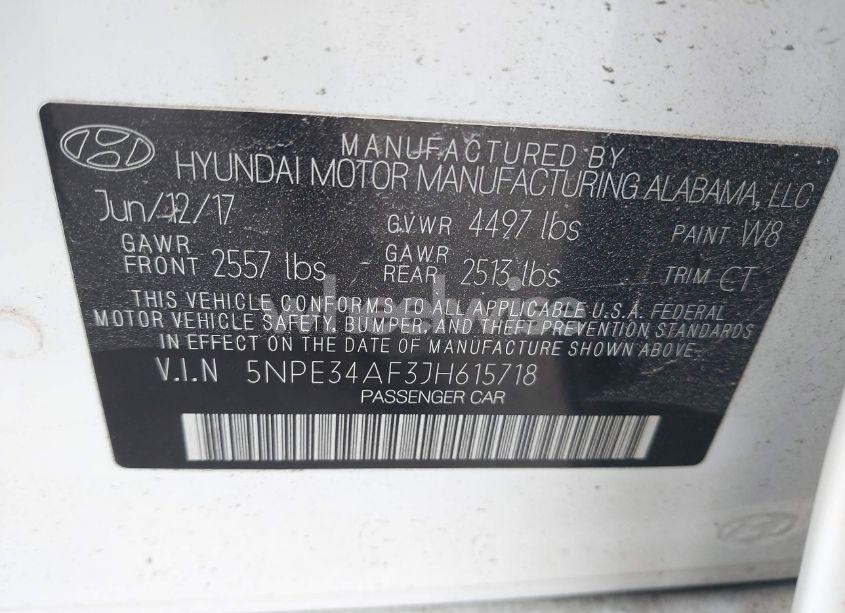 MANUFACTURED BY
HYUNDAI MOTOR MANUFACTURING ALABAMA, LLC
Jun/12/17 GVWR 4497 lbs PAINT W8
GAWR FRONT 2557 lbs GAWR REAR 2513 lbs TRIM CT
THIS VEHICLE CONFORMS TO ALL APPLICABLE U.S.A. FEDERAL
MOTOR VEHICLE SAFETY, BUMPER, AND THEFT PREVENTION STANDARDS
IN EFFECT ON THE DATE OF MANUFACTURE SHOWN ABOVE.
V.I.N 5NPE34AF3JH615718
PASSENGER CAR